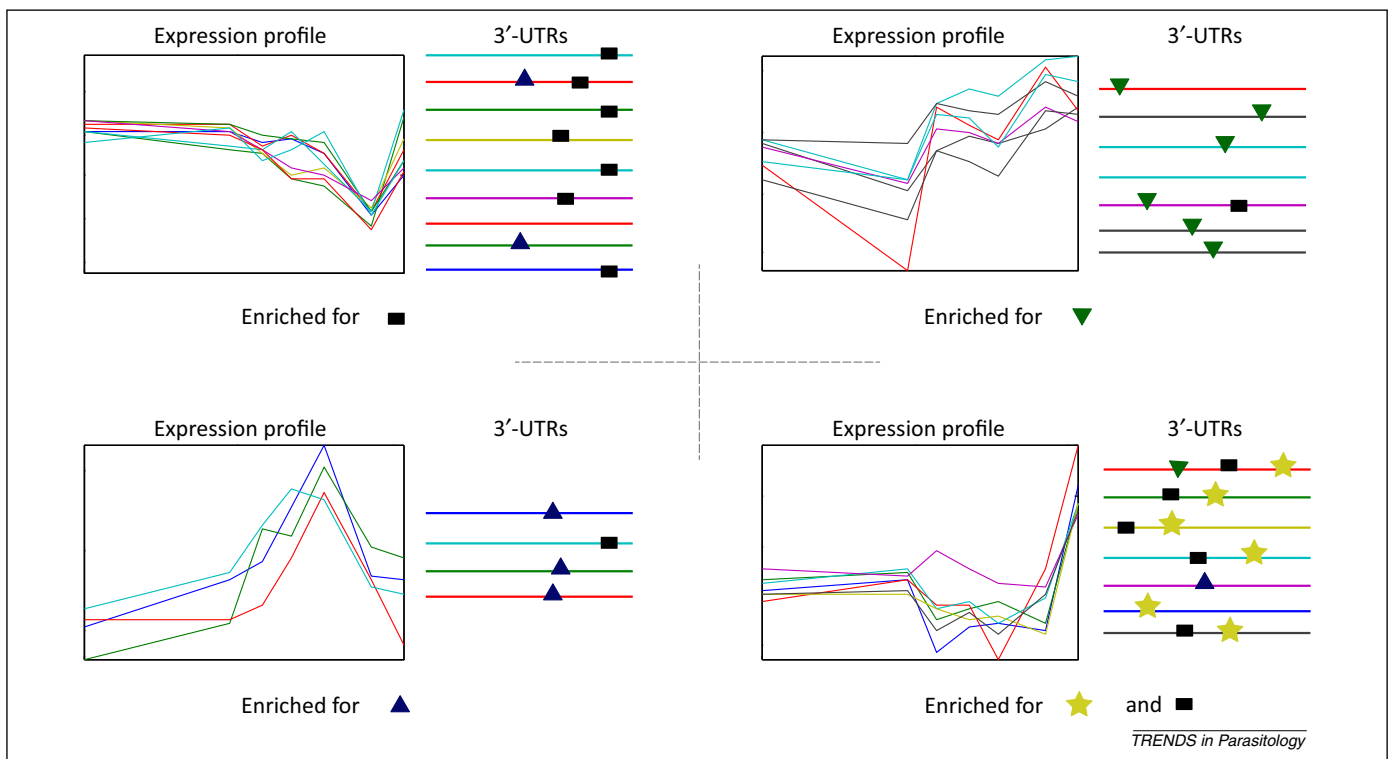 Expression profile
3′-UTRs
Enriched for
Expression profile
3′-UTRs
Enriched for
Expression profile
3′-UTRs
Enriched for
Expression profile
3′-UTRs
Enriched for and
TRENDS in Parasitology